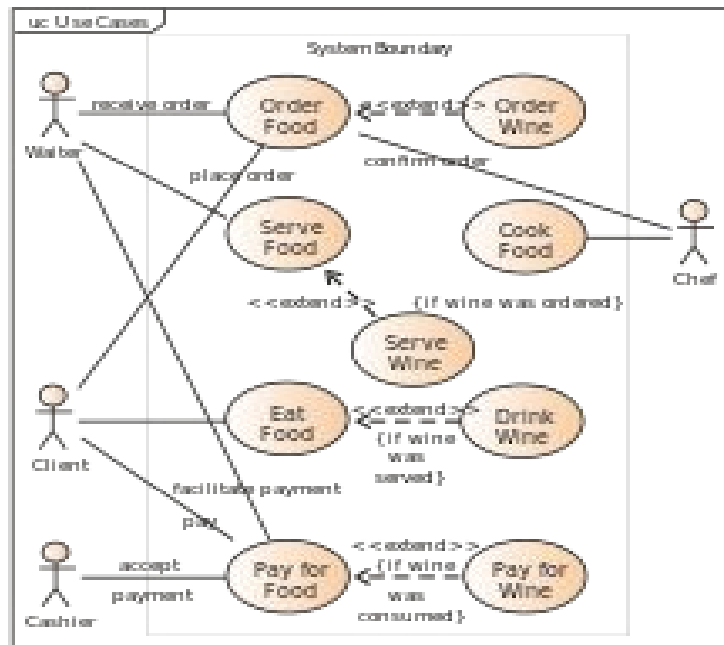 uc Use Cases
System Boundary
receive order
Order
Food
<<extend>>
Order
Wine
Waiter
place order
confirm order
Serve
Food
Cook
Food
Chef
<<extend>>
{if wine was ordered}
Serve
Wine
Eat
Food
<<extend>>
{if wine
was
served}
Drink
Wine
Client
facilitate payment
pay
accept
payment
Pay for
Food
<<extend>>
{if wine
was
consumed}
Pay for
Wine
Cashier